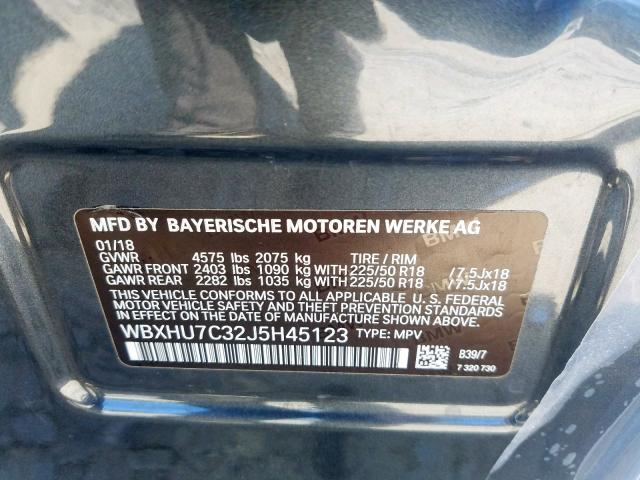 MFD BY BAYERISCHE MOTOREN WERKE AG
01/18
GVWR 4575 lbs 2075 kg TIRE / RIM
GAWR FRONT 2403 lbs 1090 kg WITH 225/50 R18 /7.5Jx18
GAWR REAR 2282 lbs 1035 kg WITH 225/50 R18 /7.5Jx18
THIS VEHICLE CONFORMS TO ALL APPLICABLE U. S. FEDERAL
MOTOR VEHICLE SAFETY AND THEFT PREVENTION STANDARDS
IN EFFECT ON THE DATE OF MANUFACTURE SHOWN ABOVE.
WBXHU7C32J5H45123 TYPE: MPV
B39/7
7 320 730